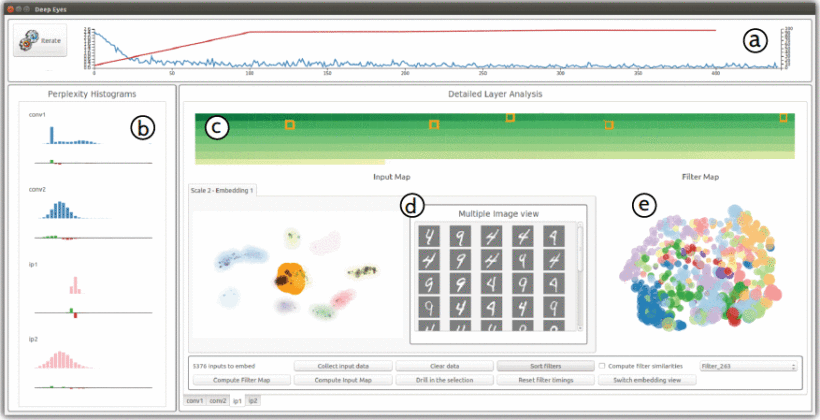 Deep Eyes
Iterate
a
0 50 100 150 200 250 300 350 400
Perplexity Histograms
b
conv1
conv2
ip1
ip2
Detailed Layer Analysis
c
Input Map
Filter Map
Scale 2 - Embedding 1
d
Multiple image view
e
5378 inputs to embed
Collect input data
Clear data
Sort filters
Compute filter similarities
Filter_263
Compute Filter Map
Compute Input Map
Drill in the selection
Reset filter timings
Switch embedding view
conv1 conv2 ip1 ip2